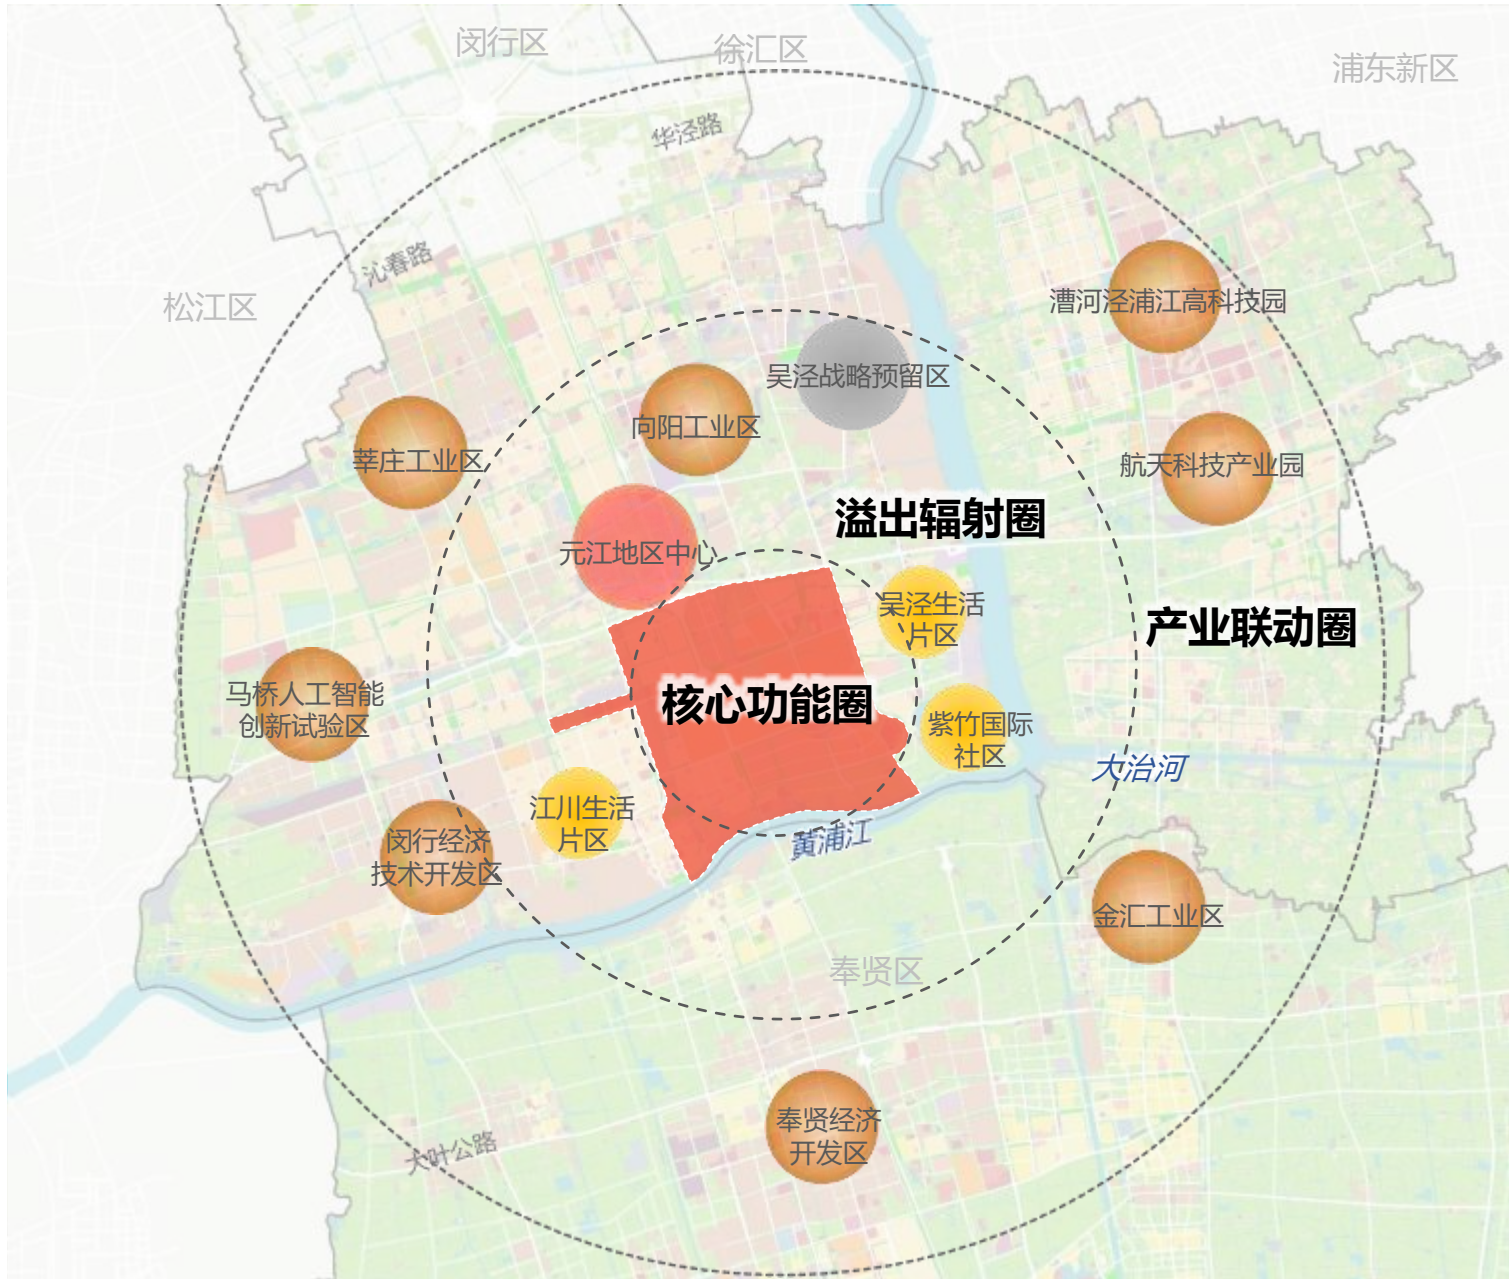 闵行区
徐汇区
浦东新区
华泾路
沁春路
松江区
漕河泾浦江高科技园
吴泾战略预留区
向阳工业区
莘庄工业区
航天科技产业园
溢出辐射圈
元江地区中心
吴泾生活
片区
产业联动圈
核心功能圈
马桥人工智能
创新试验区
紫竹国际
社区
大治河
江川生活
片区
黄浦江
闵行经济
技术开发区
金汇工业区
奉贤区
奉贤经济
开发区
大叶公路